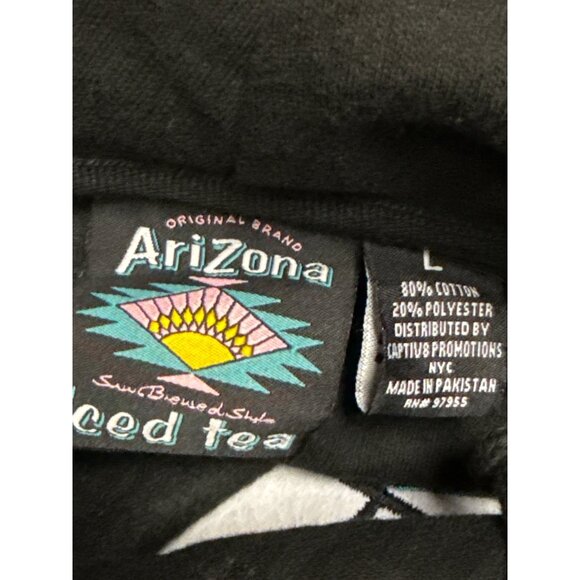 ORIGINAL BRAND
AriZona
Sun Brewed Style
Iced tea
L
80% COTTON
20% POLYESTER
DISTRIBUTED BY
CAPTIV8 PROMOTIONS
NYC
MADE IN PAKISTAN
RN# 97955